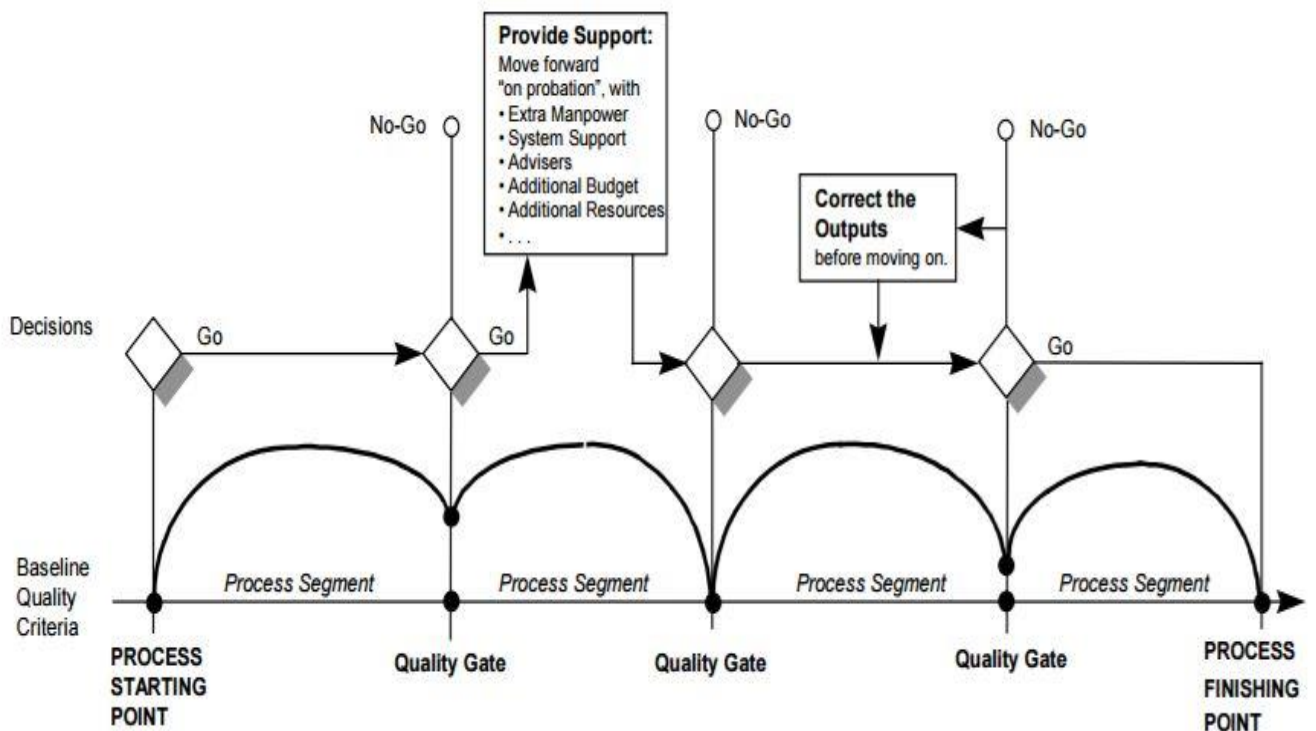 Provide Support:
Move forward
"on probation", with
• Extra Manpower
• System Support
• Advisers
• Additional Budget
• Additional Resources
• . . .
No-Go
No-Go
No-Go
Correct the
Outputs
before moving on.
Decisions
Go
Go
Go
Baseline
Quality
Criteria
Process Segment
Process Segment
Process Segment
Process Segment
PROCESS
STARTING
POINT
Quality Gate
Quality Gate
Quality Gate
PROCESS
FINISHING
POINT